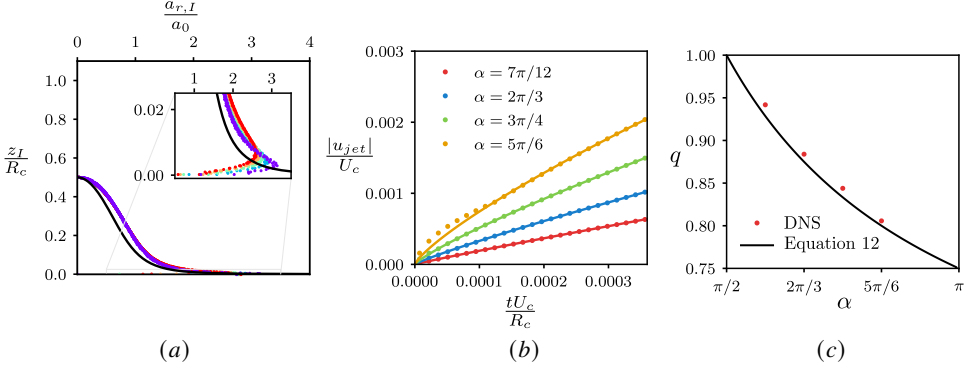 a_{r,I}
a_0
0 1 2 3 4
1.0
0.8
0.6
0.4
0.2
0.0
z_I
R_c
1 2 3
0.02
0.00
(a)
0.003
0.002
0.001
0.000
|u_{jet}|
U_c
α = 7π/12
α = 2π/3
α = 3π/4
α = 5π/6
0.0000 0.0001 0.0002 0.0003
tU_c
R_c
(b)
1.00
0.95
0.90
0.85
0.80
0.75
q
DNS
Equation 12
π/2 2π/3 5π/6 π
α
(c)